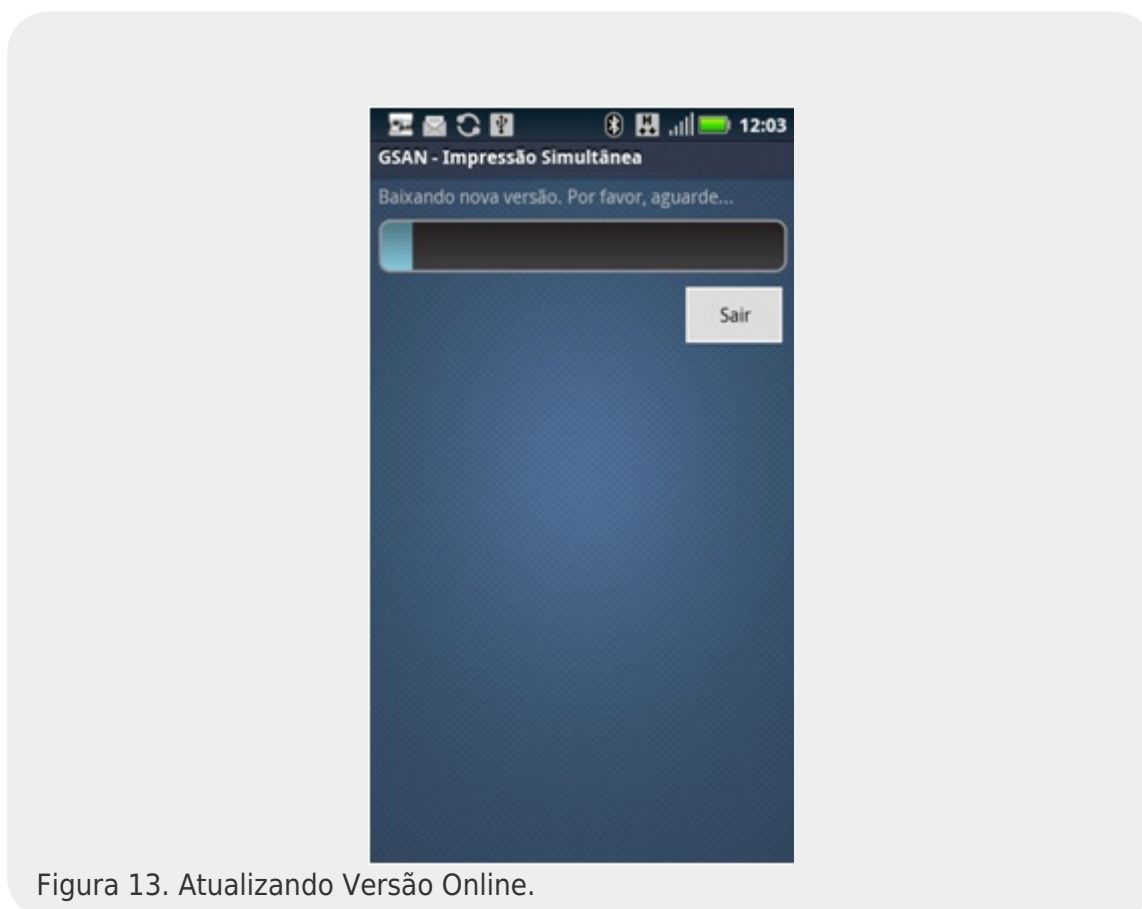 12:03
GSAN - Impressão Simultânea
Baixando nova versão. Por favor, aguarde...
Sair
Figura 13. Atualizando Versão Online.